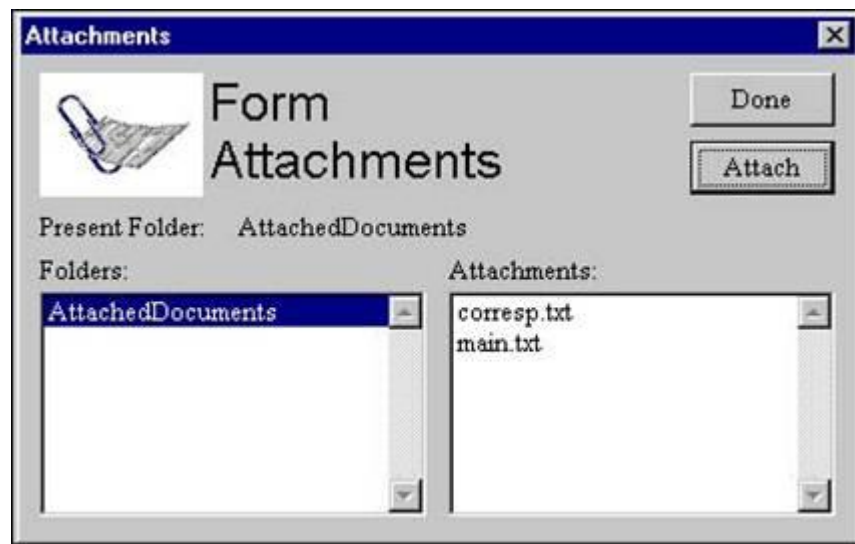 Attachments
Form
Attachments
Done
Attach
Present Folder: AttachedDocuments
Folders:
Attachments:
AttachedDocuments
corresp.txt
main.txt